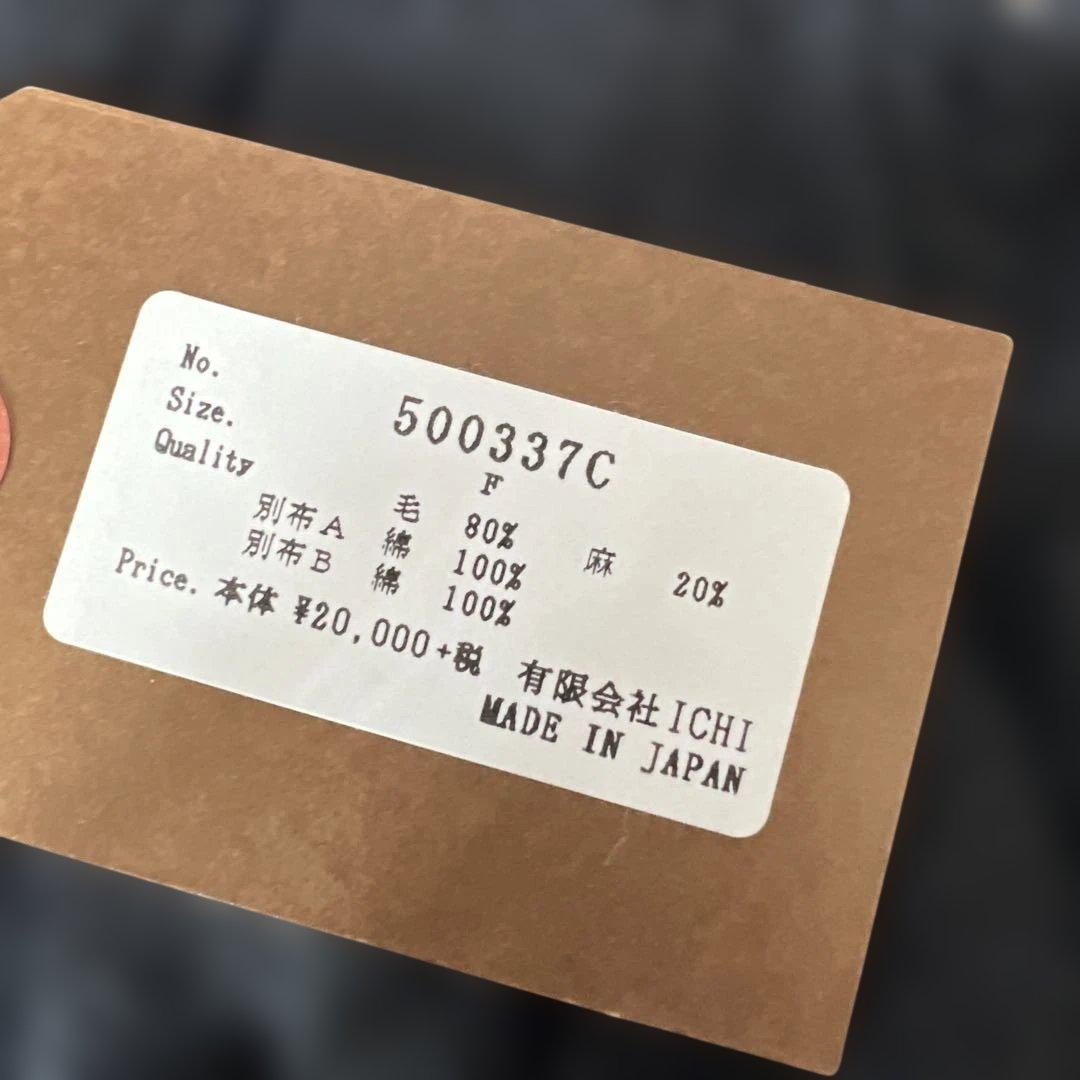 No. 500337C
Size. F
Quality 毛 80% 麻 20%
別布A 綿 100%
別布B 綿 100%
Price. 本体 ¥20,000+税
有限会社ICHI
MADE IN JAPAN